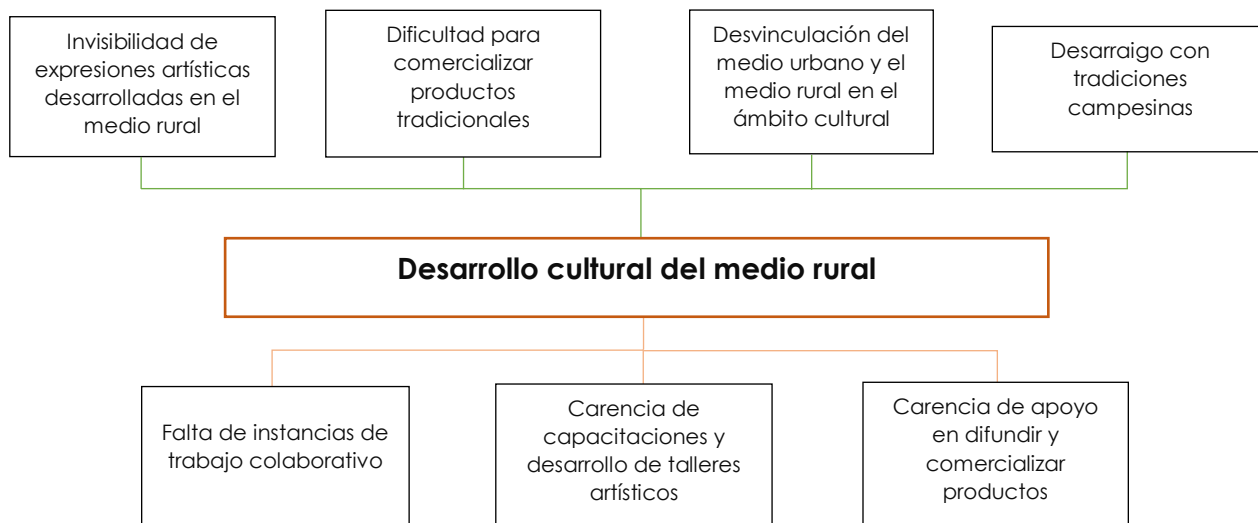 Invisibilidad de
expresiones artísticas
desarrolladas en el
medio rural
Dificultad para
comercializar
productos
tradicionales
Desvinculación del
medio urbano y el
medio rural en el
ámbito cultural
Desarraigo con
tradiciones
campesinas
Desarrollo cultural del medio rural
Falta de instancias de
trabajo colaborativo
Carencia de
capacitaciones y
desarrollo de talleres
artísticos
Carencia de apoyo
en difundir y
comercializar
productos